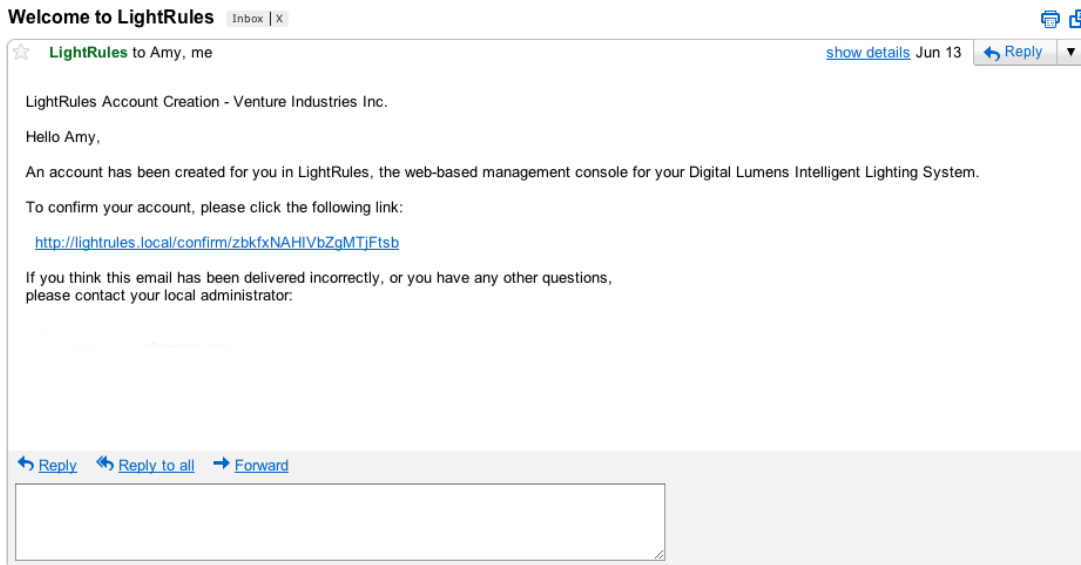 Welcome to LightRules Inbox | X
LightRules to Amy, me show details Jun 13 Reply
LightRules Account Creation - Venture Industries Inc.
Hello Amy,
An account has been created for you in LightRules, the web-based management console for your Digital Lumens Intelligent Lighting System.
To confirm your account, please click the following link:
http://lightrules.local/confirm/zbkfxNAHIVbZgMTjFtsb
If you think this email has been delivered incorrectly, or you have any other questions,
please contact your local administrator:
Reply Reply to all Forward